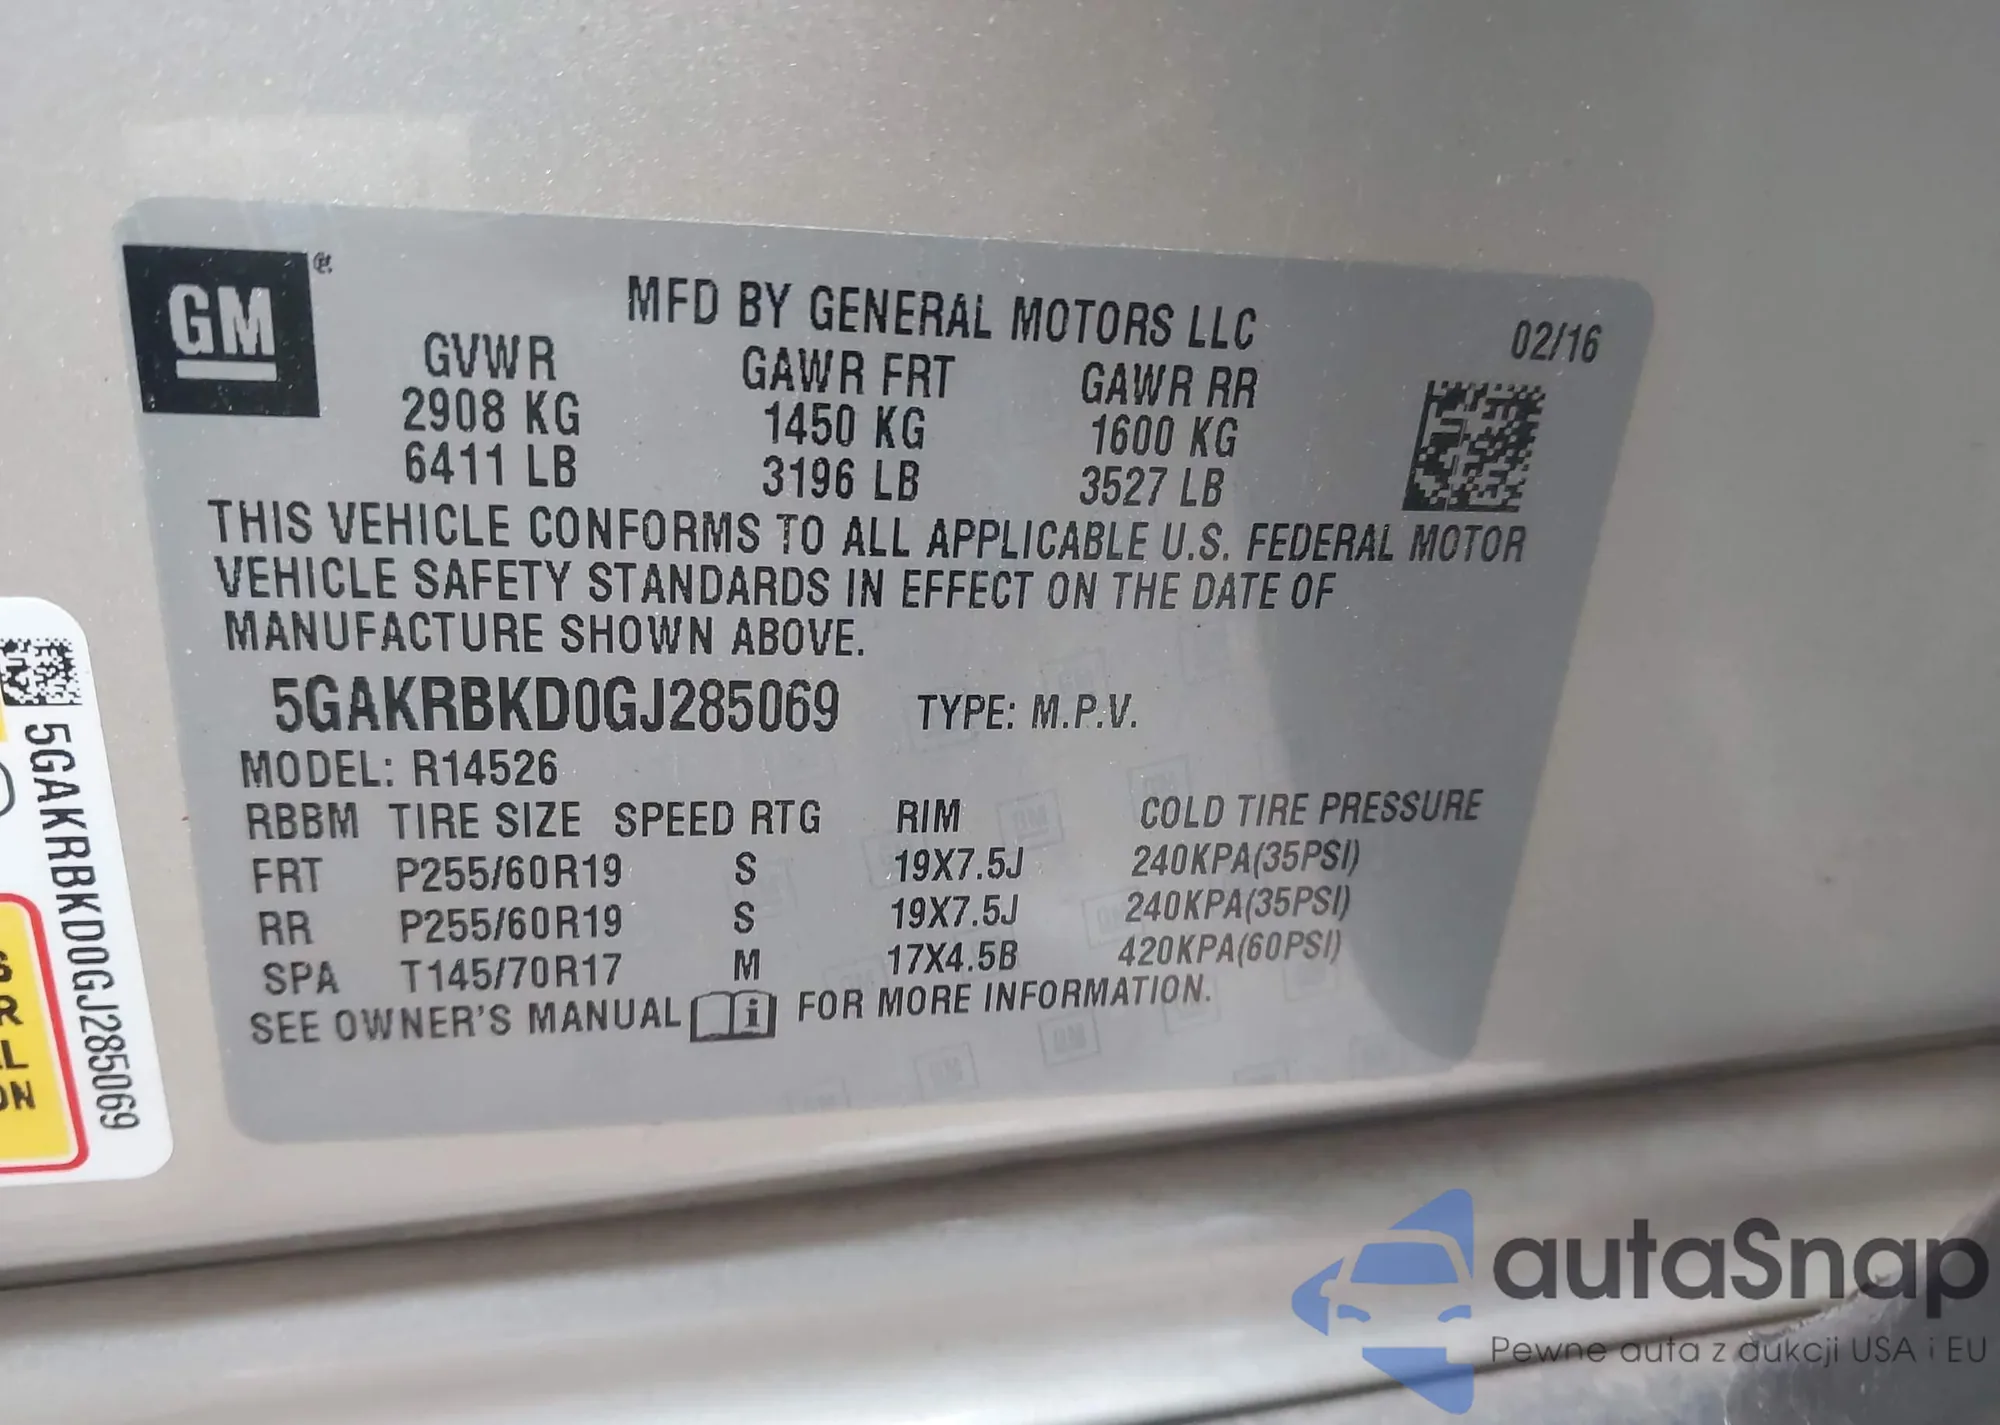 GM
MFD BY GENERAL MOTORS LLC 02/16
GVWR GAWR FRT GAWR RR
2908 KG 1450 KG 1600 KG
6411 LB 3196 LB 3527 LB
THIS VEHICLE CONFORMS TO ALL APPLICABLE U.S. FEDERAL MOTOR
VEHICLE SAFETY STANDARDS IN EFFECT ON THE DATE OF
MANUFACTURE SHOWN ABOVE.
5GAKRBKD0GJ285069 TYPE: M.P.V.
MODEL: R14526
RBBM TIRE SIZE SPEED RTG RIM COLD TIRE PRESSURE
FRT P255/60R19 S 19X7.5J 240KPA(35PSI)
RR P255/60R19 S 19X7.5J 240KPA(35PSI)
SPA T145/70R17 M 17X4.5B 420KPA(60PSI)
SEE OWNER'S MANUAL i FOR MORE INFORMATION.
5GAKRBKD0GJ285069
autaSnap
Pewne auta z aukcji USA i EU